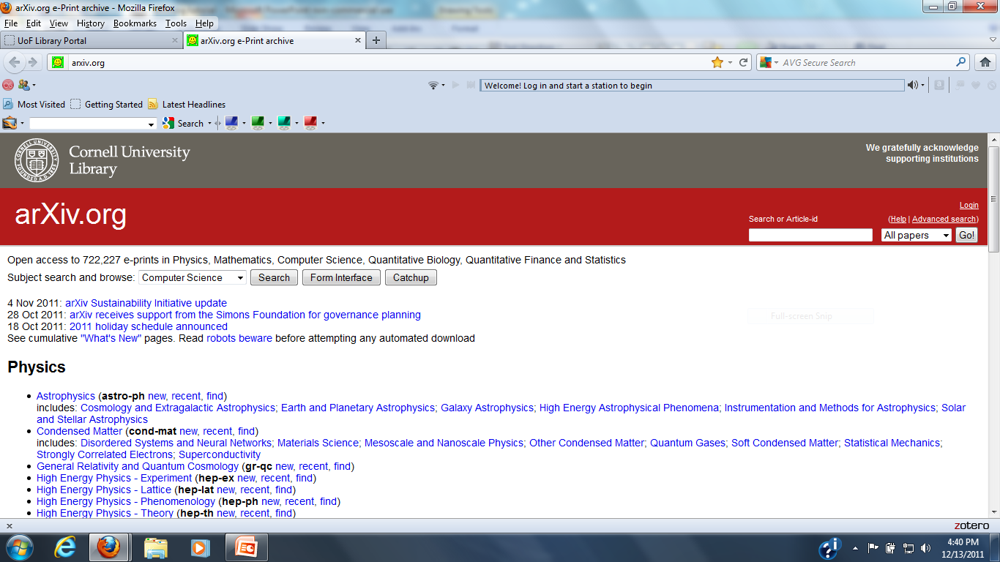 arXiv.org e-Print archive - Mozilla Firefox
File Edit View History Bookmarks Tools Help
UoF Library Portal
arXiv.org e-Print archive
arxiv.org
AVG Secure Search
Welcome! Log in and start a station to begin
Most Visited Getting Started Latest Headlines
Search
Cornell University
Library
We gratefully acknowledge
supporting institutions
arXiv.org
Login
Search or Article-id
(Help | Advanced search)
All papers Go!
Open access to 722,227 e-prints in Physics, Mathematics, Computer Science, Quantitative Biology, Quantitative Finance and Statistics
Subject search and browse: Computer Science Search Form Interface Catchup
4 Nov 2011: arXiv Sustainability Initiative update
28 Oct 2011: arXiv receives support from the Simons Foundation for governance planning
18 Oct 2011: 2011 holiday schedule announced
See cumulative "What's New" pages. Read robots beware before attempting any automated download
Full-screen Snip
Physics
Astrophysics (astro-ph new, recent, find)
includes: Cosmology and Extragalactic Astrophysics; Earth and Planetary Astrophysics; Galaxy Astrophysics; High Energy Astrophysical Phenomena; Instrumentation and Methods for Astrophysics; Solar
and Stellar Astrophysics
Condensed Matter (cond-mat new, recent, find)
includes: Disordered Systems and Neural Networks; Materials Science; Mesoscale and Nanoscale Physics; Other Condensed Matter; Quantum Gases; Soft Condensed Matter; Statistical Mechanics;
Strongly Correlated Electrons; Superconductivity
General Relativity and Quantum Cosmology (gr-qc new, recent, find)
High Energy Physics - Experiment (hep-ex new, recent, find)
High Energy Physics - Lattice (hep-lat new, recent, find)
High Energy Physics - Phenomenology (hep-ph new, recent, find)
High Energy Physics - Theory (hep-th new, recent, find)
zotero
4:40 PM
12/13/2011